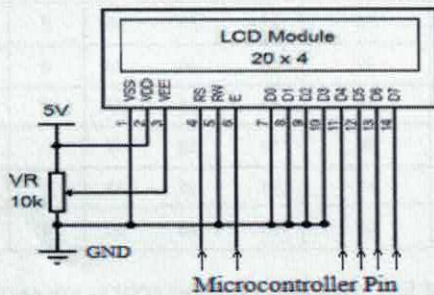 LCD Module
20 x 4
VSS VDD VEE RS RW E D0 D1 D2 D3 D4 D5 D6 D7
1 2 3 4 5 6 7 8 9 10 11 12 13 14
5V
VR
10k
GND
Microcontroller Pin